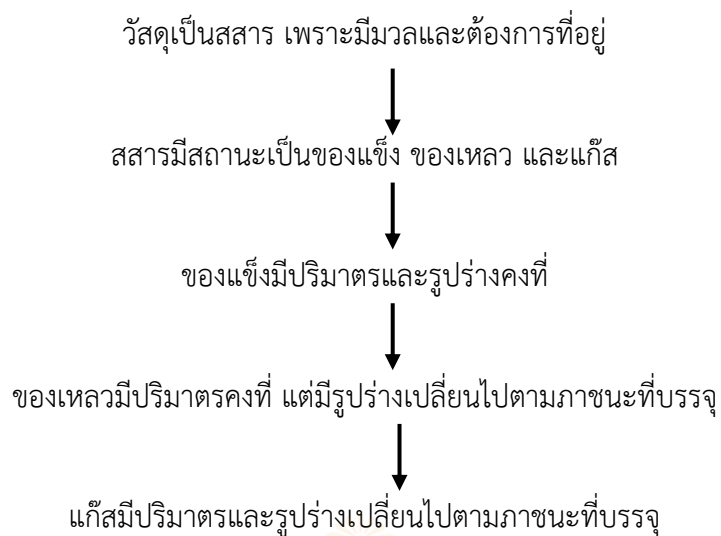 วัสดุเป็นสสาร เพราะมีมวลและต้องการที่อยู่
สสารมีสถานะเป็นของแข็ง ของเหลว และแก๊ส
ของแข็งมีปริมาตรและรูปร่างคงที่
ของเหลวมีปริมาตรคงที่ แต่มีรูปร่างเปลี่ยนไปตามภาชนะที่บรรจุ
แก๊สมีปริมาตรและรูปร่างเปลี่ยนไปตามภาชนะที่บรรจุ